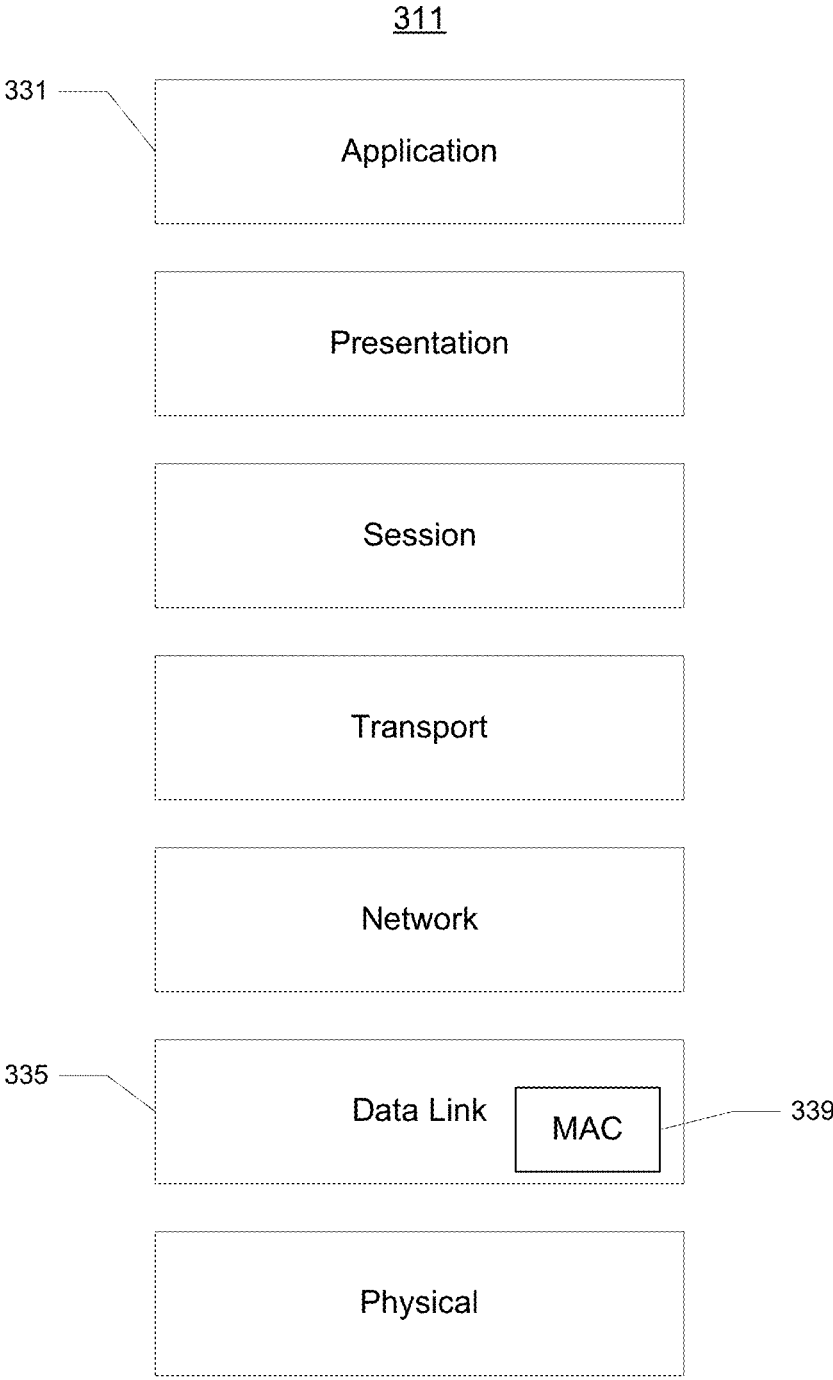 311
331
Application
Presentation
Session
Transport
Network
335
Data Link
MAC
339
Physical